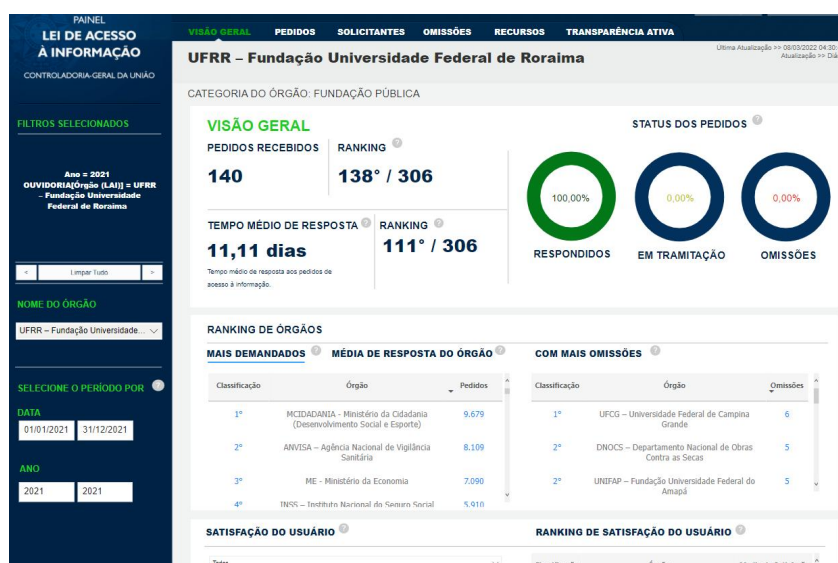 PAINEL
LEI DE ACESSO
À INFORMAÇÃO
CONTROLADORIA-GERAL DA UNIÃO
FILTROS SELECIONADOS
Ano = 2021
OUVIDORIA[Órgão (LAI)] = UFRR
– Fundação Universidade
Federal de Roraima
< Limpar Tudo >
NOME DO ÓRGÃO
UFRR – Fundação Universidade...
SELECIONE O PERÍODO POR ?
DATA
01/01/2021 31/12/2021
ANO
2021 2021
VISÃO GERAL PEDIDOS SOLICITANTES OMISSÕES RECURSOS TRANSPARÊNCIA ATIVA
UFRR – Fundação Universidade Federal de Roraima
Última Atualização >> 08/03/2022 04:30:
Atualização >> Diá
CATEGORIA DO ÓRGÃO: FUNDAÇÃO PÚBLICA
VISÃO GERAL
PEDIDOS RECEBIDOS RANKING ?
140 138° / 306
TEMPO MÉDIO DE RESPOSTA ? RANKING ?
11,11 dias 111° / 306
Tempo médio de resposta aos pedidos de
acesso à informação.
STATUS DOS PEDIDOS ?
100,00% 0,00% 0,00%
RESPONDIDOS EM TRAMITAÇÃO OMISSÕES
RANKING DE ÓRGÃOS
MAIS DEMANDADOS ? MÉDIA DE RESPOSTA DO ÓRGÃO ?
Classificação Órgão Pedidos
1º MCIDADANIA - Ministério da Cidadania
(Desenvolvimento Social e Esporte) 9.679
2º ANVISA – Agência Nacional de Vigilância
Sanitária 8.109
3º ME - Ministério da Economia 7.090
4º INSS – Instituto Nacional do Seguro Social 5.910
COM MAIS OMISSÕES ?
Classificação Órgão Omissões
1º UFCG – Universidade Federal de Campina
Grande 6
2º DNOCS – Departamento Nacional de Obras
Contra as Secas 5
2º UNIFAP – Fundação Universidade Federal do
Amapá 5
SATISFAÇÃO DO USUÁRIO ?
RANKING DE SATISFAÇÃO DO USUÁRIO ?